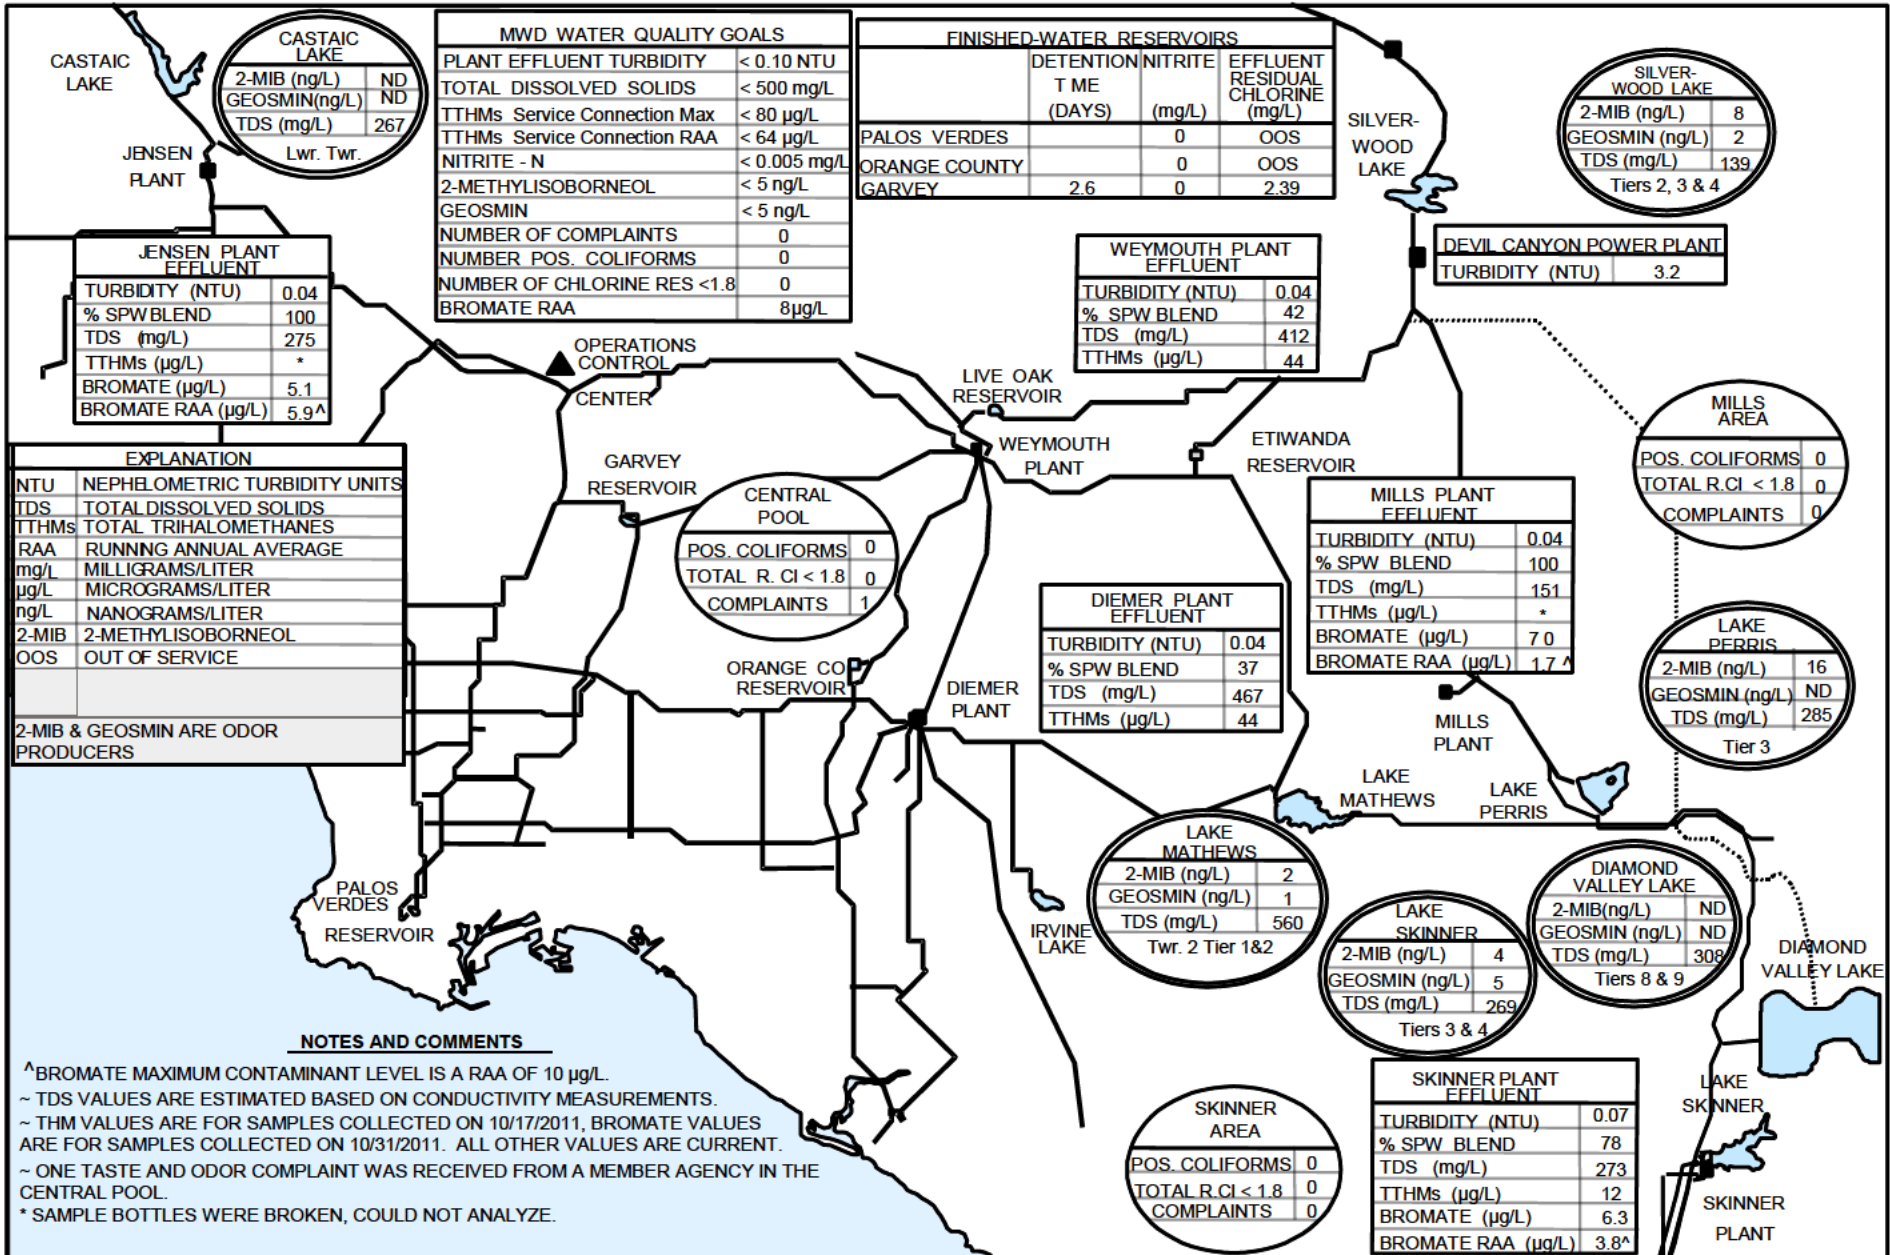 CASTAIC
LAKE
CASTAIC
LAKE
2-MIB (ng/L) ND
GEOSMIN(ng/L) ND
TDS (mg/L) 267
Lwr. Twr.
JENSEN
PLANT
MWD WATER QUALITY GOALS
PLANT EFFLUENT TURBIDITY < 0.10 NTU
TOTAL DISSOLVED SOLIDS < 500 mg/L
TTHMs Service Connection Max < 80 µg/L
TTHMs Service Connection RAA < 64 µg/L
NITRITE - N < 0.005 mg/L
2-METHYLISOBORNEOL < 5 ng/L
GEOSMIN < 5 ng/L
NUMBER OF COMPLAINTS 0
NUMBER POS. COLIFORMS 0
NUMBER OF CHLORINE RES <1.8 0
BROMATE RAA 8µg/L
FINISHED-WATER RESERVOIRS
DETENTION NITRITE EFFLUENT
T ME RESIDUAL
CHLORINE
(DAYS) (mg/L) (mg/L)
PALOS VERDES 0 OOS
ORANGE COUNTY 0 OOS
GARVEY 2.6 0 2.39
SILVER-
WOOD
LAKE
SILVER-
WOOD LAKE
2-MIB (ng/L) 8
GEOSMIN (ng/L) 2
TDS (mg/L) 139
Tiers 2, 3 & 4
DEVIL CANYON POWER PLANT
TURBIDITY (NTU) 3.2
JENSEN PLANT
EFFLUENT
TURBIDITY (NTU) 0.04
% SPW BLEND 100
TDS (mg/L) 275
TTHMs (µg/L) *
BROMATE (µg/L) 5.1
BROMATE RAA (µg/L) 5.9^
WEYMOUTH PLANT
EFFLUENT
TURBIDITY (NTU) 0.04
% SPW BLEND 42
TDS (mg/L) 412
TTHMs (µg/L) 44
OPERATIONS
CONTROL
CENTER
LIVE OAK
RESERVOIR
WEYMOUTH
PLANT
ETIWANDA
RESERVOIR
MILLS
AREA
POS. COLIFORMS 0
TOTAL R.Cl < 1.8 0
COMPLAINTS 0
EXPLANATION
NTU NEPHELOMETRIC TURBIDITY UNITS
TDS TOTAL DISSOLVED SOLIDS
TTHMs TOTAL TRIHALOMETHANES
RAA RUNNING ANNUAL AVERAGE
mg/L MILLIGRAMS/LITER
µg/L MICROGRAMS/LITER
ng/L NANOGRAMS/LITER
2-MIB 2-METHYLISOBORNEOL
OOS OUT OF SERVICE
2-MIB & GEOSMIN ARE ODOR
PRODUCERS
GARVEY
RESERVOIR
CENTRAL
POOL
POS. COLIFORMS 0
TOTAL R. Cl < 1.8 0
COMPLAINTS 1
MILLS PLANT
EFFLUENT
TURBIDITY (NTU) 0.04
% SPW BLEND 100
TDS (mg/L) 151
TTHMs (µg/L) *
BROMATE (µg/L) 7 0
BROMATE RAA (µg/L) 1.7 ^
DIEMER PLANT
EFFLUENT
TURBIDITY (NTU) 0.04
% SPW BLEND 37
TDS (mg/L) 467
TTHMs (µg/L) 44
LAKE
PERRIS
2-MIB (ng/L) 16
GEOSMIN (ng/L) ND
TDS (mg/L) 285
Tier 3
ORANGE CO
RESERVOIR
DIEMER
PLANT
MILLS
PLANT
LAKE
MATHEWS
LAKE
PERRIS
LAKE
MATHEWS
2-MIB (ng/L) 2
GEOSMIN (ng/L) 1
TDS (mg/L) 560
Twr. 2 Tier 1&2
DIAMOND
VALLEY LAKE
2-MIB(ng/L) ND
GEOSMIN (ng/L) ND
TDS (mg/L) 308
Tiers 8 & 9
PALOS
VERDES
RESERVOIR
IRVINE
LAKE
LAKE
SKINNER
2-MIB (ng/L) 4
GEOSMIN (ng/L) 5
TDS (mg/L) 269
Tiers 3 & 4
DIAMOND
VALLEY LAKE
NOTES AND COMMENTS
^BROMATE MAXIMUM CONTAMINANT LEVEL IS A RAA OF 10 µg/L.
~ TDS VALUES ARE ESTIMATED BASED ON CONDUCTIVITY MEASUREMENTS.
~ THM VALUES ARE FOR SAMPLES COLLECTED ON 10/17/2011, BROMATE VALUES
ARE FOR SAMPLES COLLECTED ON 10/31/2011. ALL OTHER VALUES ARE CURRENT.
~ ONE TASTE AND ODOR COMPLAINT WAS RECEIVED FROM A MEMBER AGENCY IN THE
CENTRAL POOL.
* SAMPLE BOTTLES WERE BROKEN, COULD NOT ANALYZE.
SKINNER
AREA
POS. COLIFORMS 0
TOTAL R.Cl < 1.8 0
COMPLAINTS 0
SKINNER PLANT
EFFLUENT
TURBIDITY (NTU) 0.07
% SPW BLEND 78
TDS (mg/L) 273
TTHMs (µg/L) 12
BROMATE (µg/L) 6.3
BROMATE RAA (µg/L) 3.8^
LAKE
SKINNER
SKINNER
PLANT